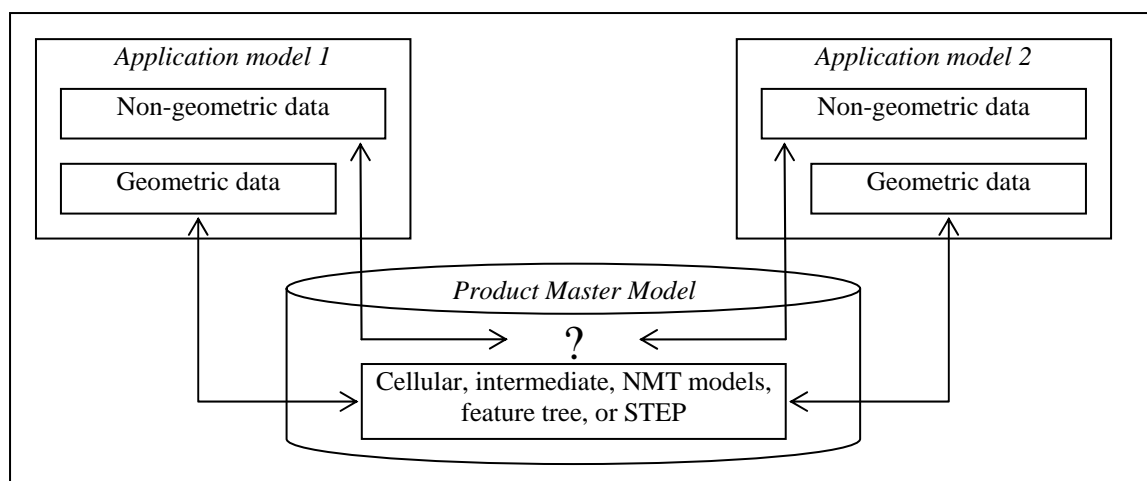 Application model 1
Non-geometric data
Geometric data
Application model 2
Non-geometric data
Geometric data
Product Master Model
?
Cellular, intermediate, NMT models,
feature tree, or STEP